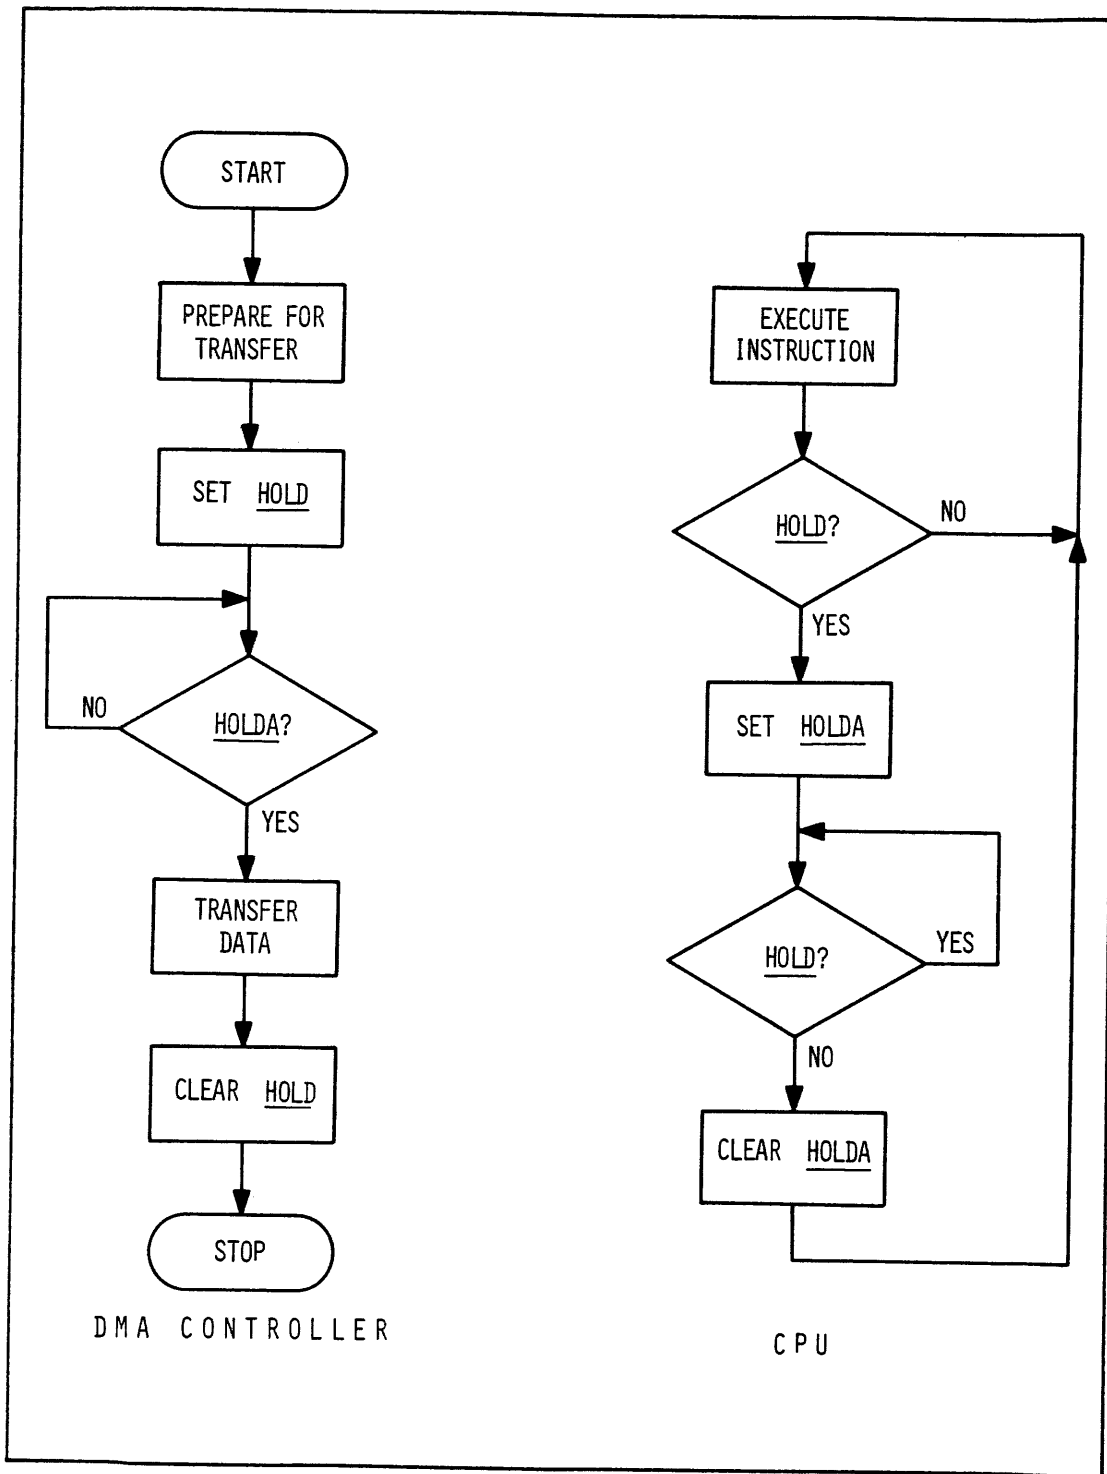 START
PREPARE FOR
TRANSFER
SET HOLD
NO
HOLDA?
YES
TRANSFER
DATA
CLEAR HOLD
STOP
DMA CONTROLLER
EXECUTE
INSTRUCTION
HOLD?
NO
YES
SET HOLDA
HOLD?
YES
NO
CLEAR HOLDA
CPU